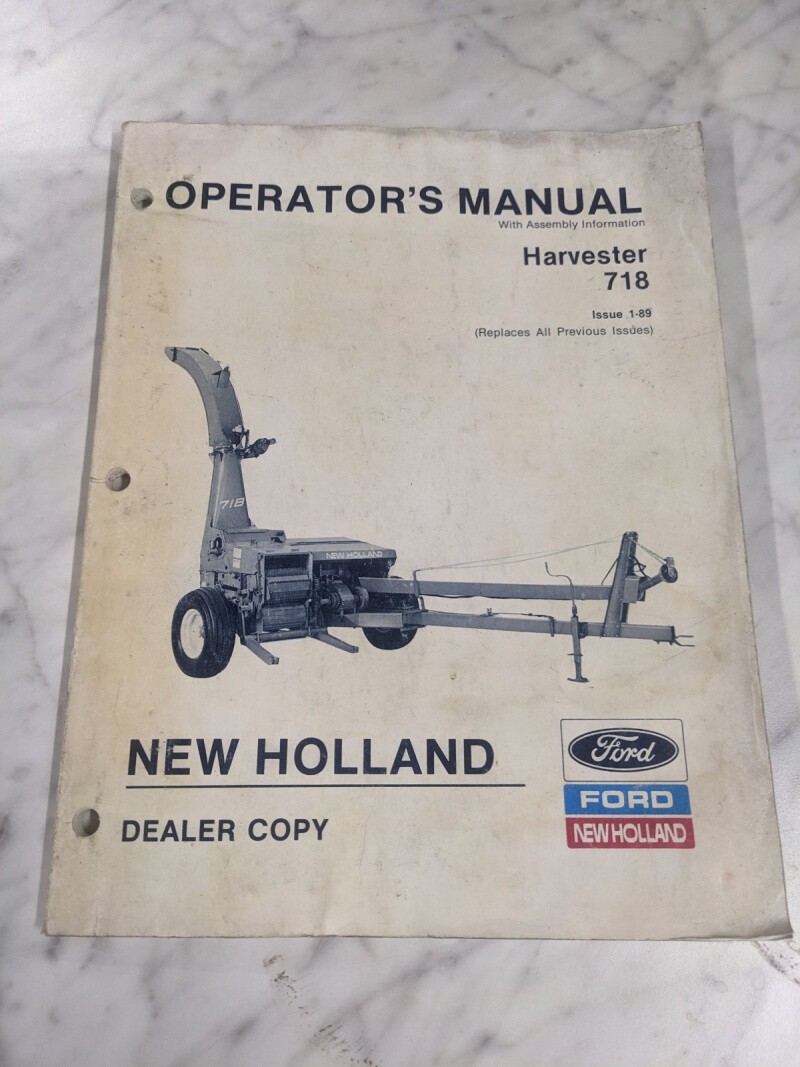 OPERATOR'S MANUAL
With Assembly Information
Harvester
718
Issue 1-89
(Replaces All Previous Issues)
718
NEW HOLLAND
NEW HOLLAND
DEALER COPY
Ford
FORD
NEW HOLLAND